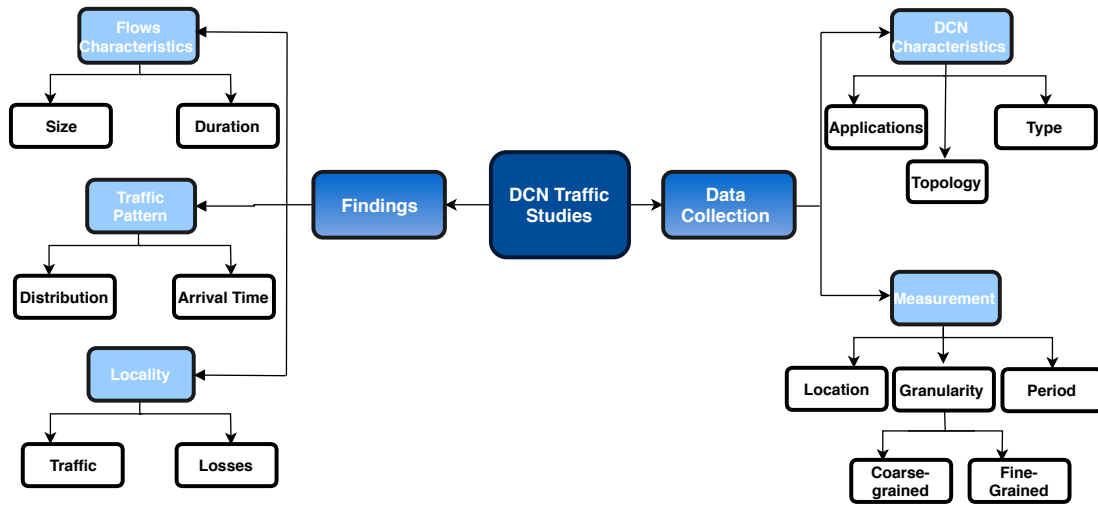 Flows
Characteristics
Size
Duration
Traffic
Pattern
Distribution
Arrival Time
Locality
Traffic
Losses
Findings
DCN Traffic
Studies
Data
Collection
DCN
Characteristics
Applications
Type
Topology
Measurement
Location
Granularity
Period
Coarse-
grained
Fine-
Grained